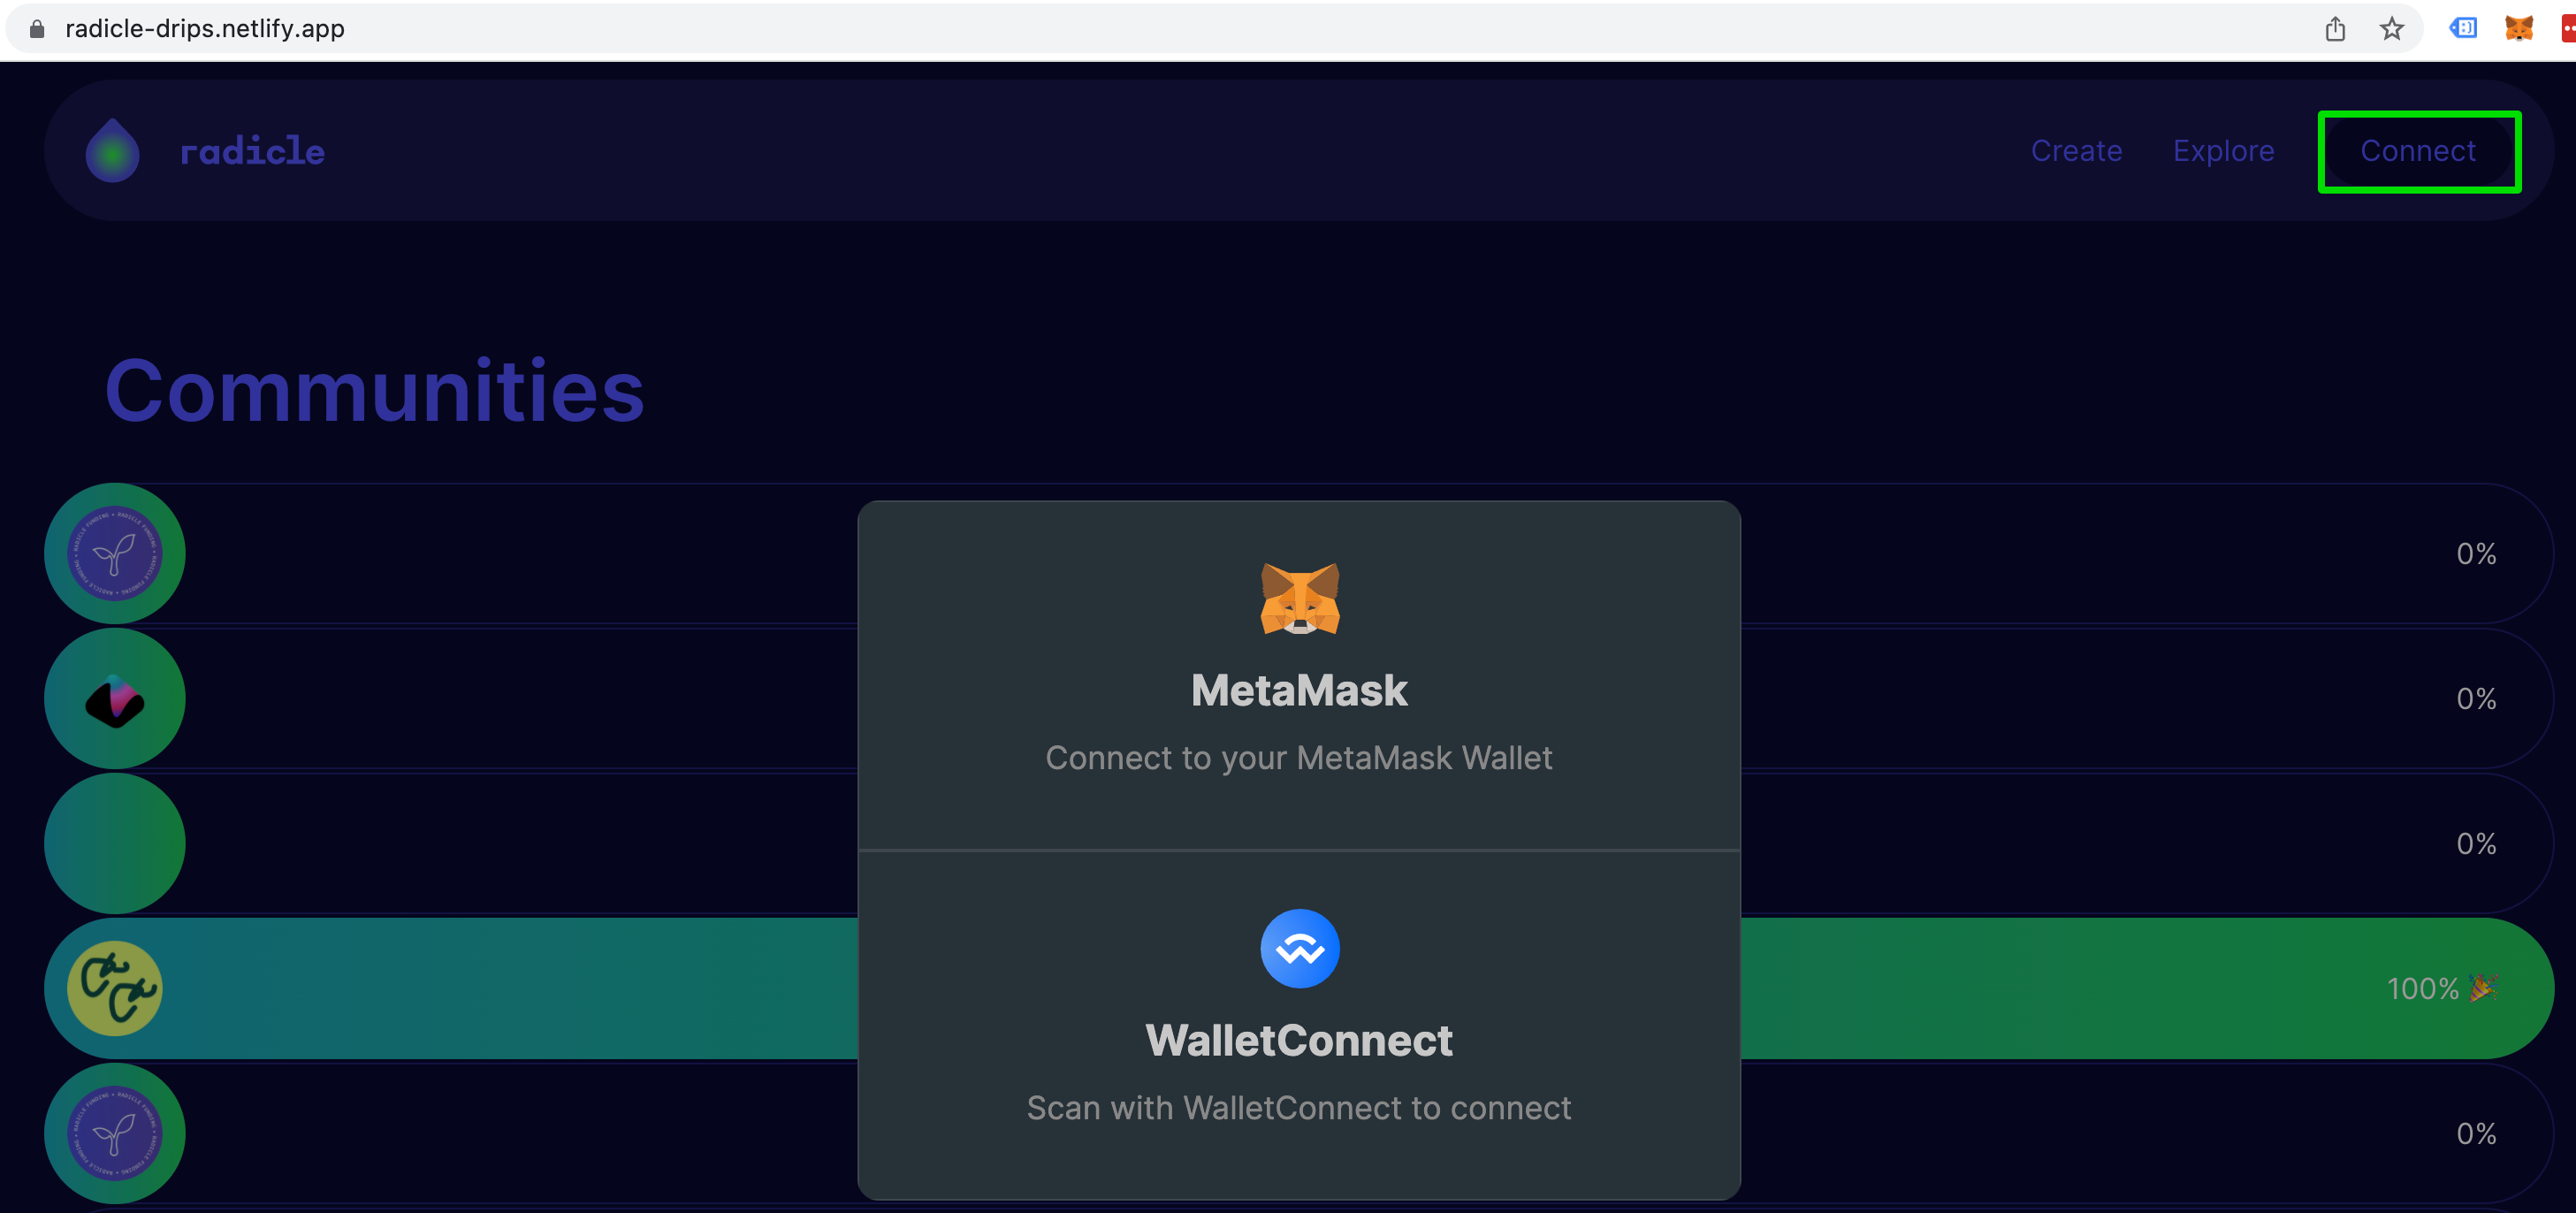 radicle-drips.netlify.app
radicle
Create
Explore
Connect
Communities
0%
MetaMask
Connect to your MetaMask Wallet
0%
0%
100% 🎉
WalletConnect
Scan with WalletConnect to connect
0%